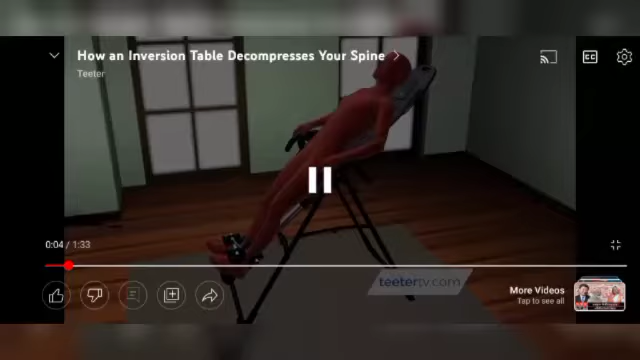 How an Inversion Table Decompresses Your Spine
Teeter
CC
0:04 / 1:33
teetertv.com
More Videos
Tap to see all